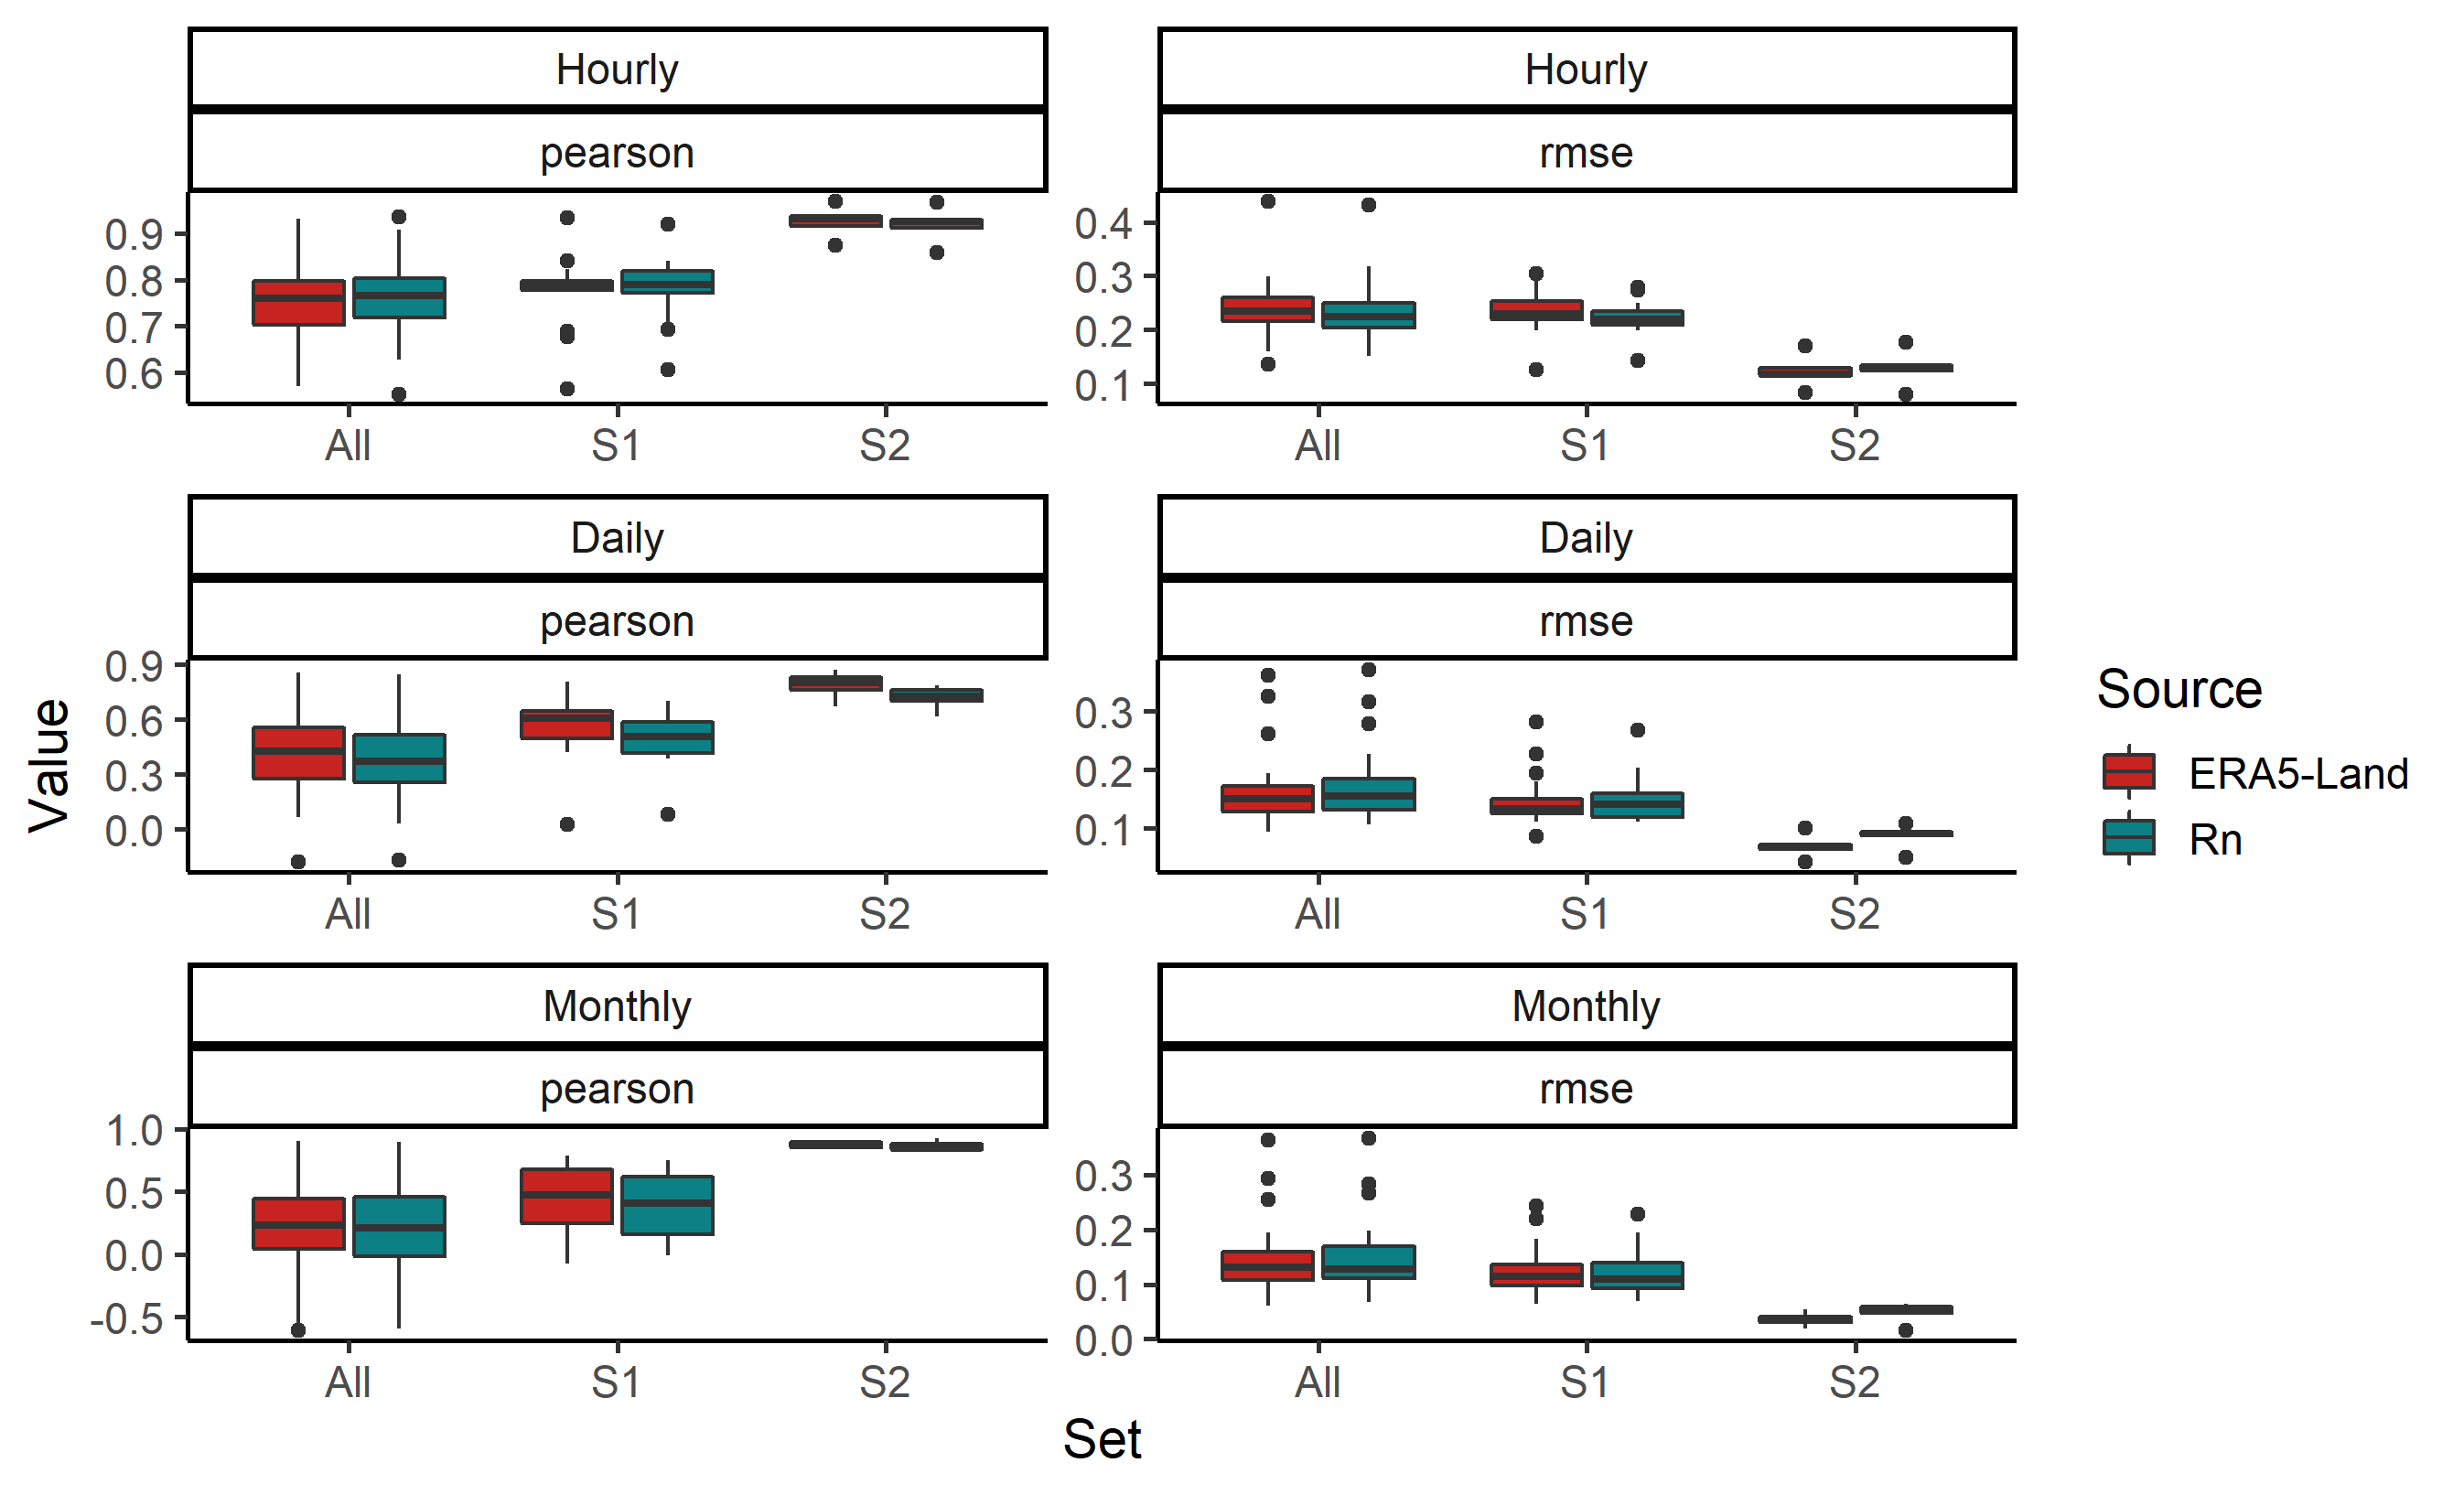 Hourly
pearson
0.9
0.8
0.7
0.6
All S1 S2
Hourly
rmse
0.4
0.3
0.2
0.1
All S1 S2
Daily
pearson
0.9
0.6
0.3
0.0
All S1 S2
Daily
rmse
0.3
0.2
0.1
All S1 S2
Monthly
pearson
1.0
0.5
0.0
-0.5
All S1 S2
Monthly
rmse
0.3
0.2
0.1
0.0
All S1 S2
Value
Set
Source
ERA5-Land
Rn